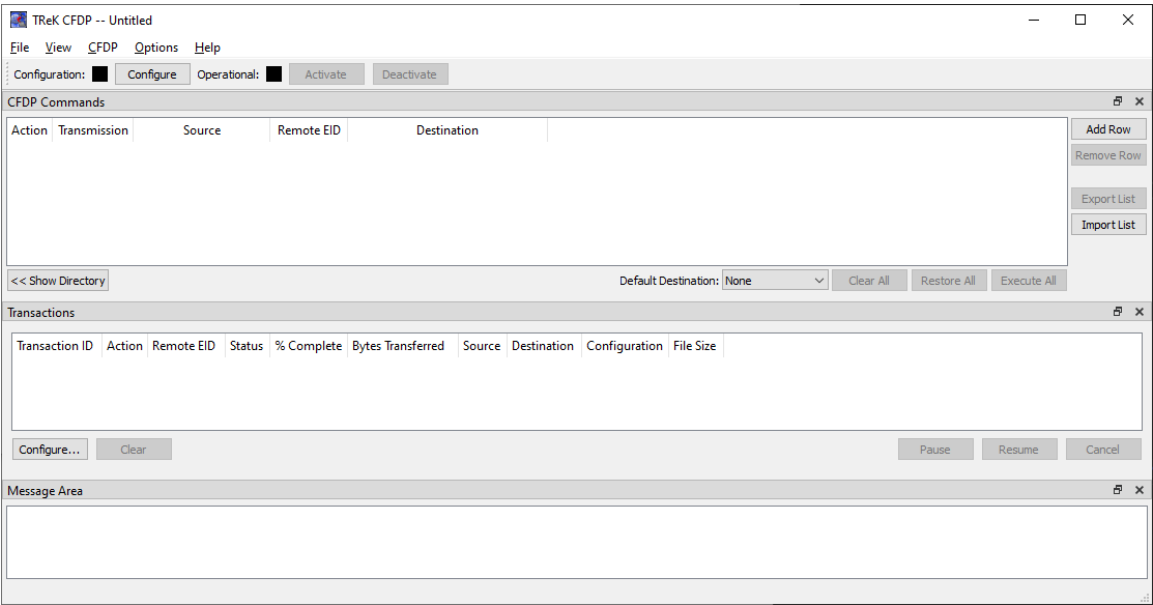 TReK CFDP -- Untitled
File View CFDP Options Help
Configuration: Configure Operational: Activate Deactivate
CFDP Commands
Action Transmission Source Remote EID Destination
Add Row
Remove Row
Export List
Import List
<< Show Directory Default Destination: None Clear All Restore All Execute All
Transactions
Transaction ID Action Remote EID Status % Complete Bytes Transferred Source Destination Configuration File Size
Configure... Clear Pause Resume Cancel
Message Area